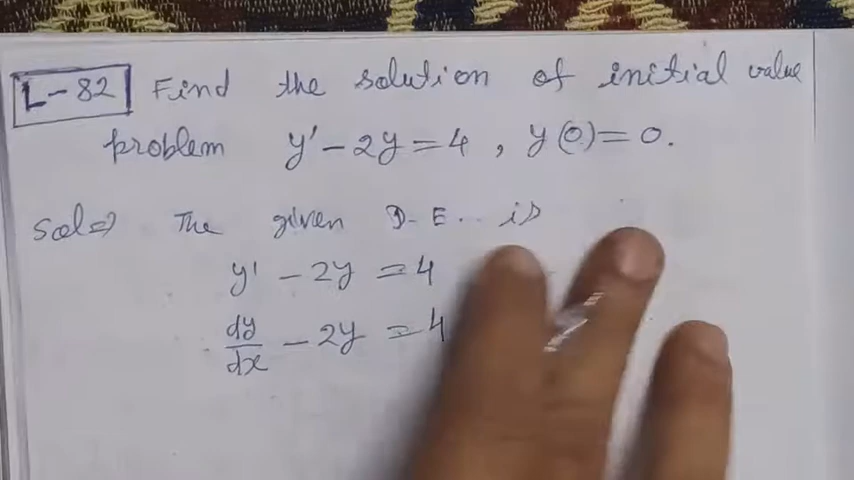 L-82 Find the solution of initial value
problem y' - 2y = 4 , y(0) = 0.
Sol⇒ The given D.E.. is
y' - 2y = 4
dy/dx - 2y = 4